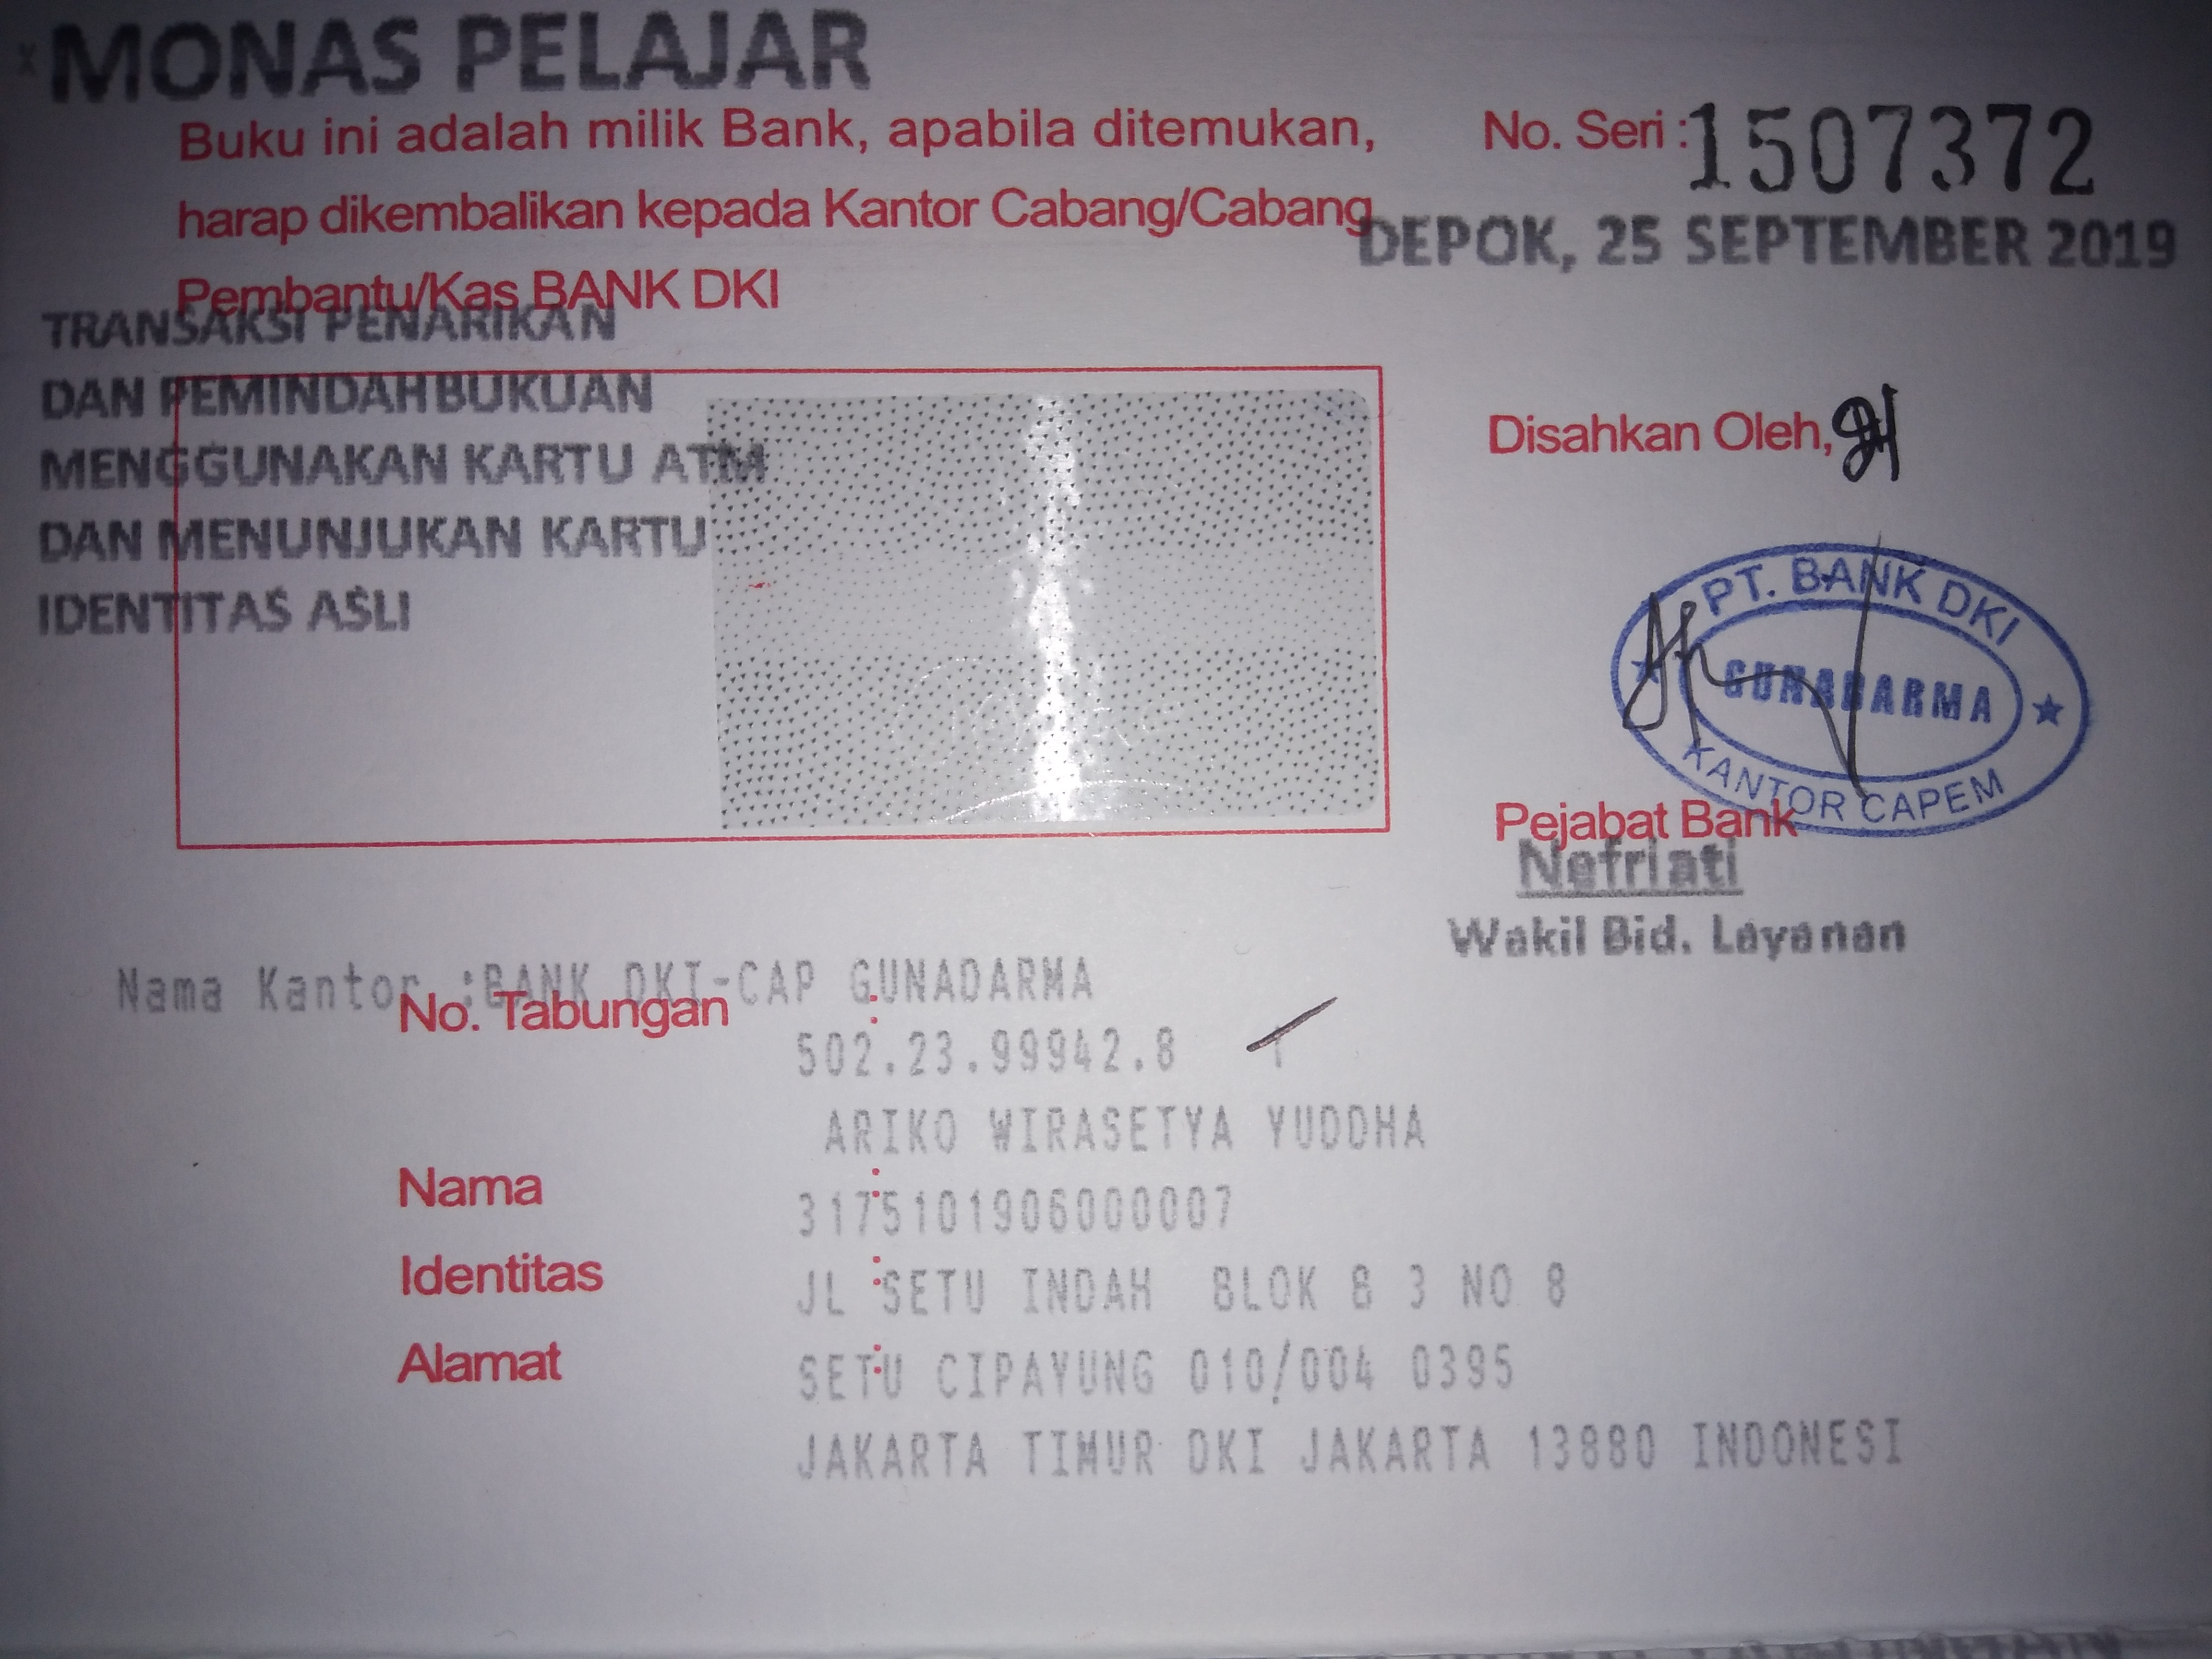 MONAS PELAJAR
Buku ini adalah milik Bank, apabila ditemukan,
harap dikembalikan kepada Kantor Cabang/Cabang
Pembantu/Kas BANK DKI
No. Seri : 1507372
DEPOK, 25 SEPTEMBER 2019
TRANSAKSI PENARIKAN
DAN PEMINDAHBUKUAN
MENGGUNAKAN KARTU ATM
DAN MENUNJUKAN KARTU
IDENTITAS ASLI
Disahkan Oleh,
PT. BANK DKI
GUNADARMA
KANTOR CAPEM
Pejabat Bank
Nefriati
Wakil Bid. Layanan
Nama Kantor :BANK DKI-CAP GUNADARMA
No. Tabungan :
502.23.99942.8
ARIKO WIRASETYA YUDDHA
Nama :
3175101906000007
Identitas :
JL SETU INDAH BLOK B 3 NO 8
Alamat :
SETU CIPAYUNG 010/004 0395
JAKARTA TIMUR DKI JAKARTA 13880 INDONESI